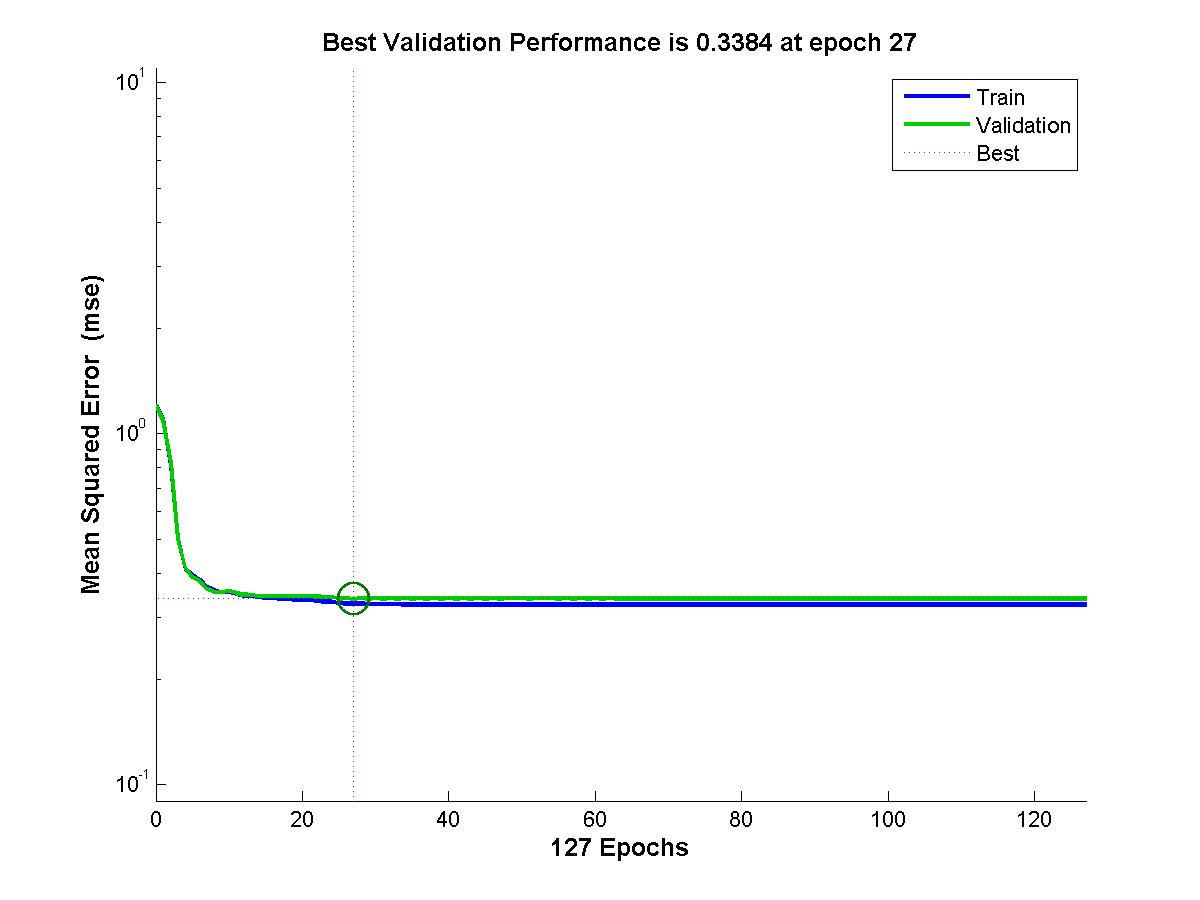 Best Validation Performance is 0.3384 at epoch 27
10^1
10^0
10^-1
Mean Squared Error (mse)
Train
Validation
Best
0 20 40 60 80 100 120
127 Epochs